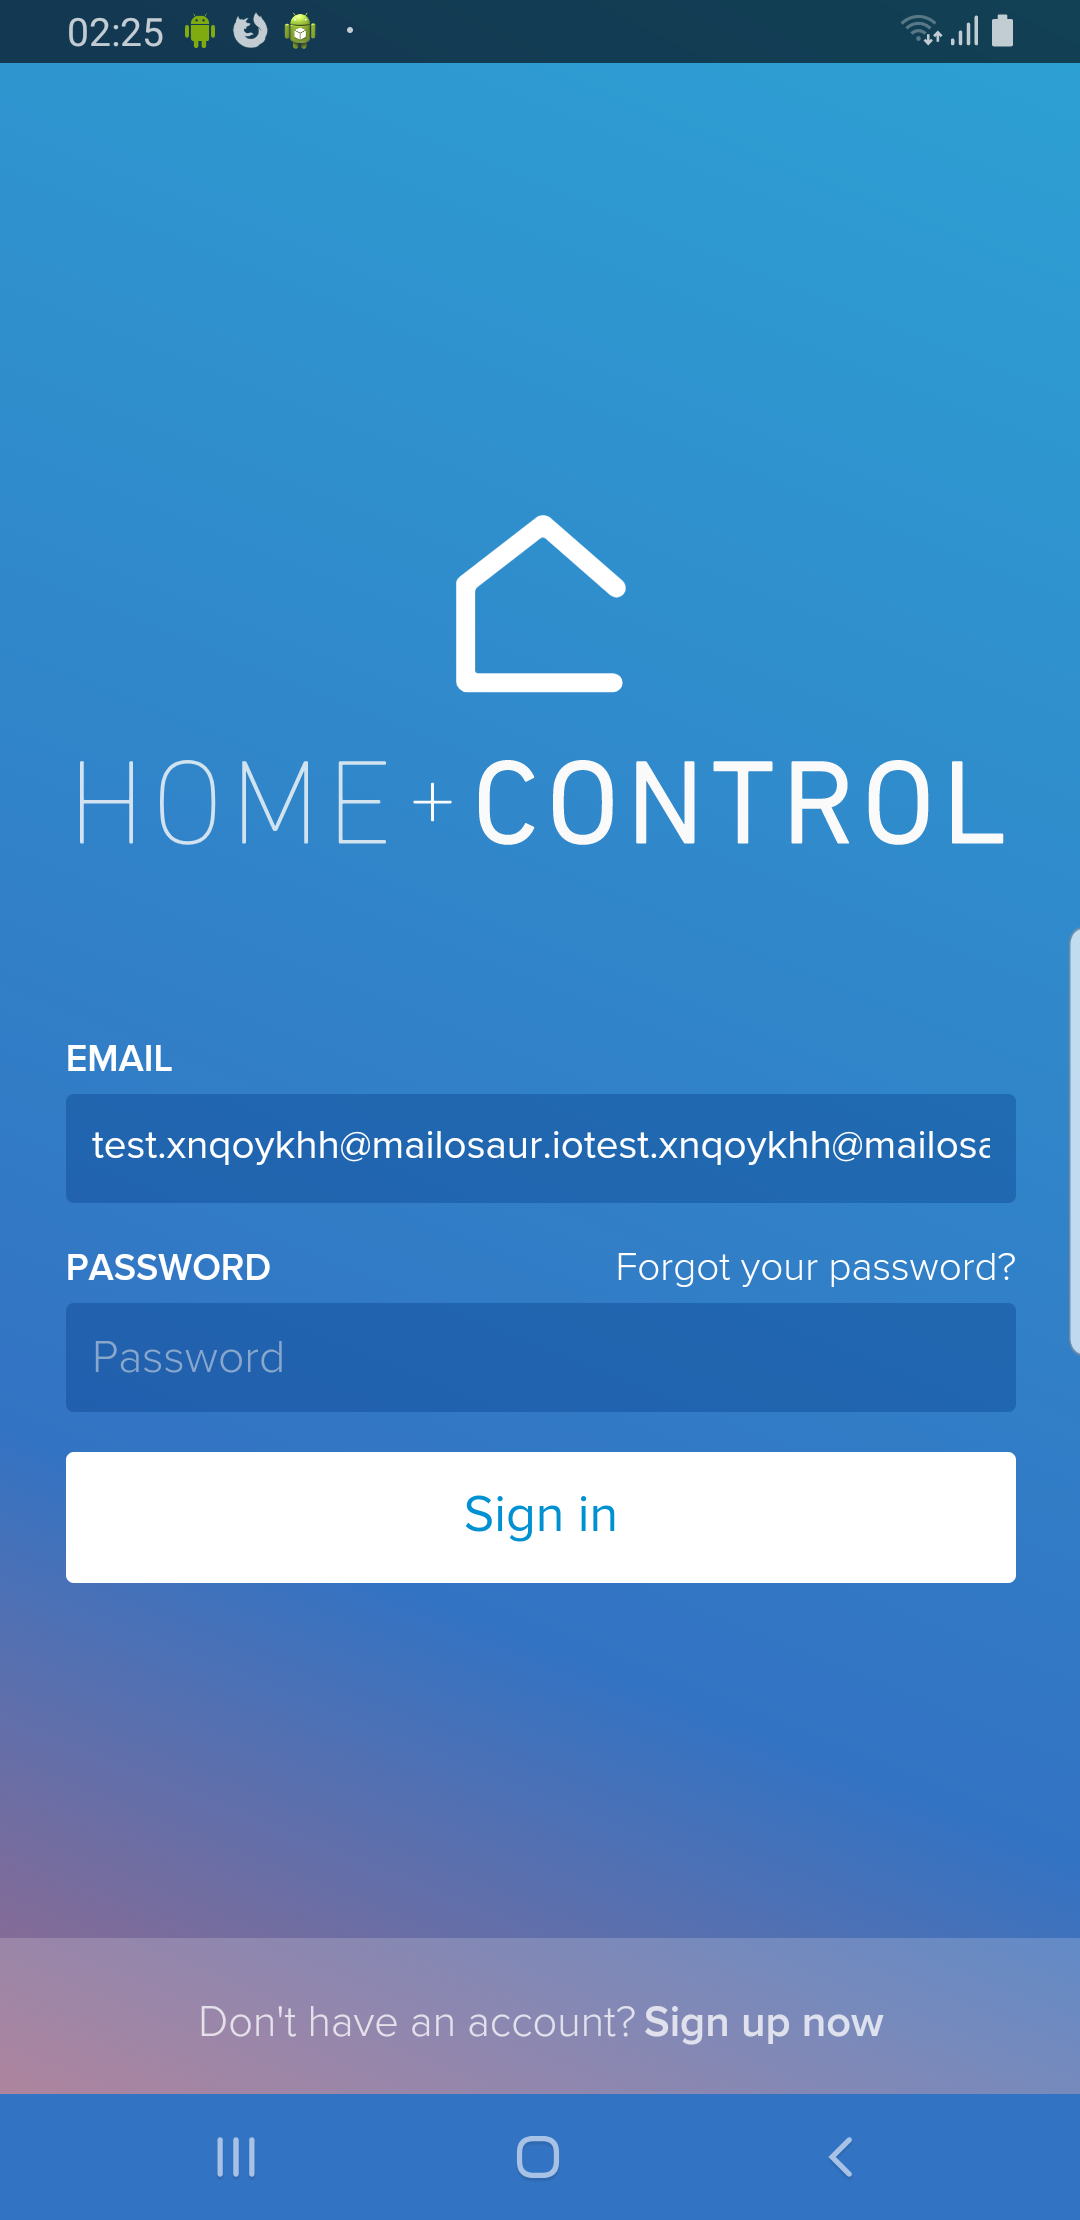 02:25
HOME + CONTROL
EMAIL
test.xnqoykhh@mailosaur.iotest.xnqoykhh@mailosa
PASSWORD Forgot your password?
Password
Sign in
Don't have an account? Sign up now